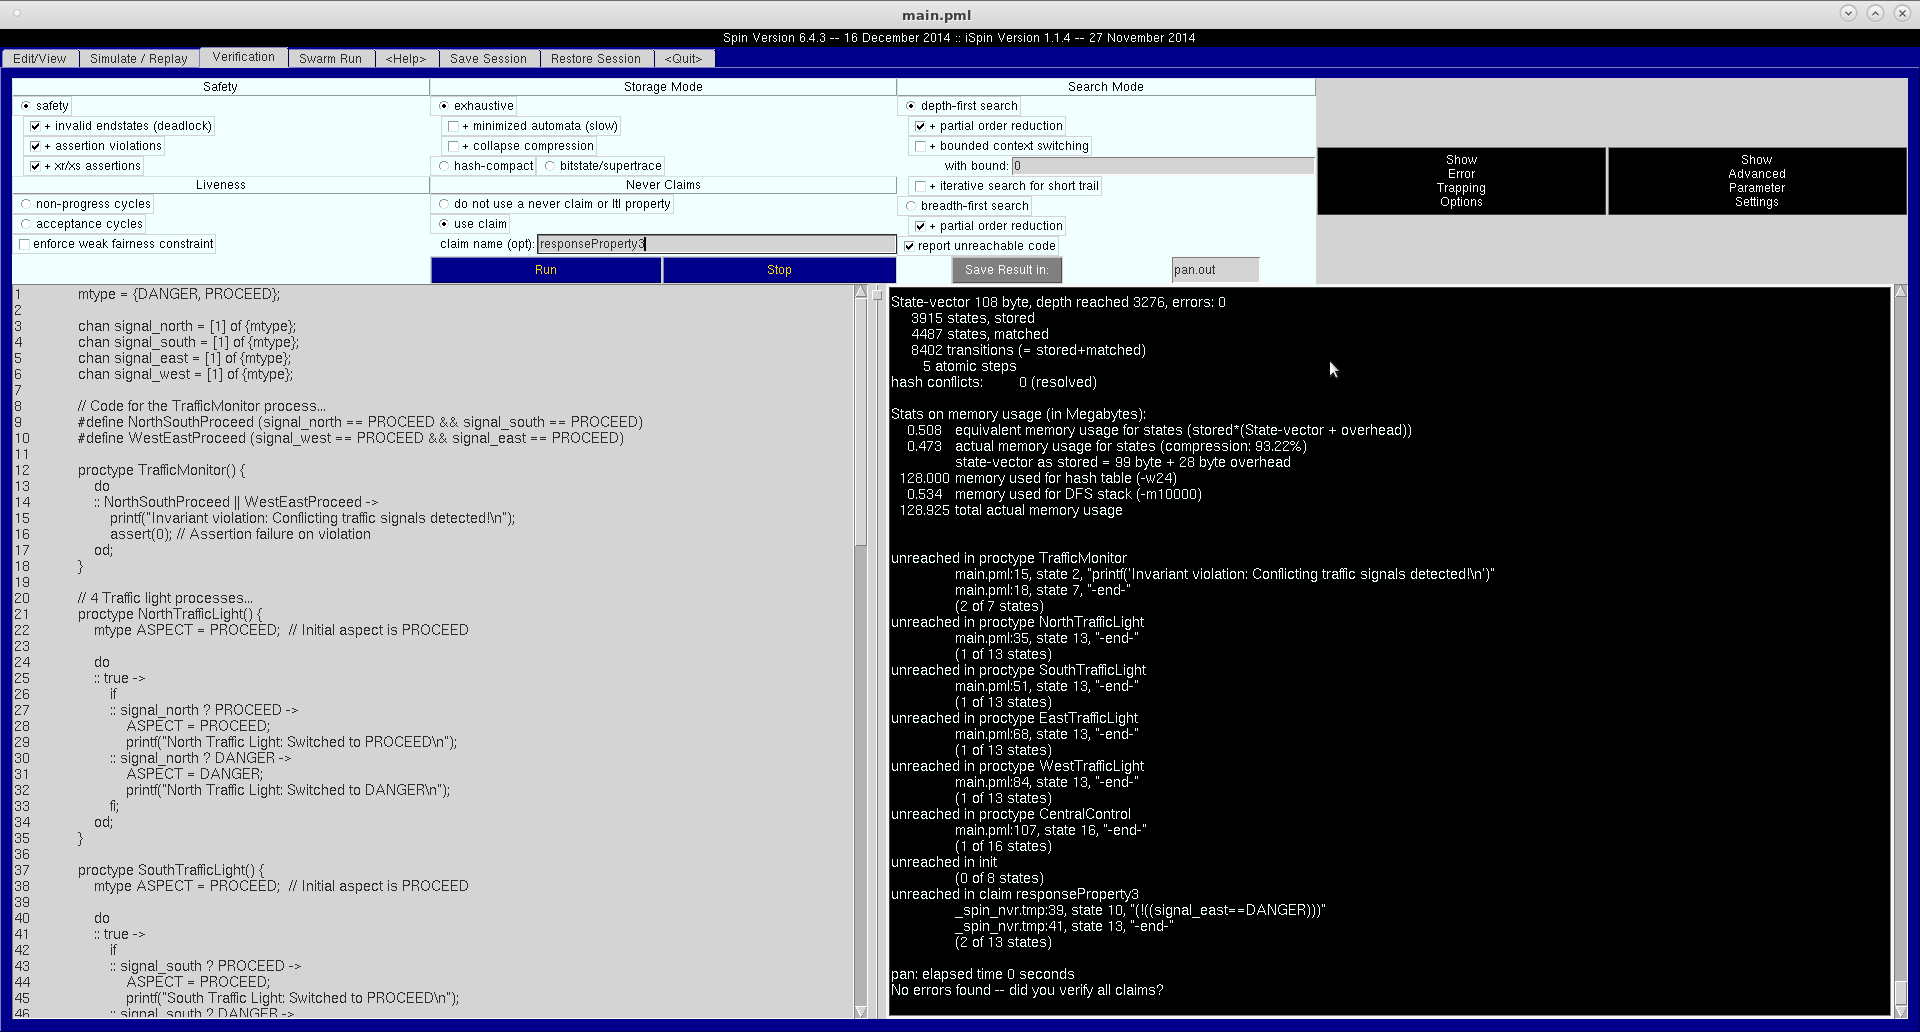 main.pml
Spin Version 6.4.3 -- 16 December 2014 :: iSpin Version 1.1.4 -- 27 November 2014
Edit/View Simulate / Replay Verification Swarm Run <Help> Save Session Restore Session <Quit>
Safety
safety
+ invalid endstates (deadlock)
+ assertion violations
+ xr/xs assertions
Liveness
non-progress cycles
acceptance cycles
enforce weak fairness constraint
Storage Mode
exhaustive
+ minimized automata (slow)
+ collapse compression
hash-compact bitstate/supertrace
Never Claims
do not use a never claim or ltl property
use claim
claim name (opt): responseProperty3
Run Stop
Search Mode
depth-first search
+ partial order reduction
+ bounded context switching
with bound: 0
+ iterative search for short trail
breadth-first search
+ partial order reduction
report unreachable code
Save Result in: pan.out
Show
Error
Trapping
Options
Show
Advanced
Parameter
Settings
1 mtype = {DANGER, PROCEED};
2
3 chan signal_north = [1] of {mtype};
4 chan signal_south = [1] of {mtype};
5 chan signal_east = [1] of {mtype};
6 chan signal_west = [1] of {mtype};
7
8 // Code for the TrafficMonitor process...
9 #define NorthSouthProceed (signal_north == PROCEED && signal_south == PROCEED)
10 #define WestEastProceed (signal_west == PROCEED && signal_east == PROCEED)
11
12 proctype TrafficMonitor() {
13 do
14 :: NorthSouthProceed || WestEastProceed ->
15 printf("Invariant violation: Conflicting traffic signals detected!\n");
16 assert(0); // Assertion failure on violation
17 od;
18 }
19
20 // 4 Traffic light processes...
21 proctype NorthTrafficLight() {
22 mtype ASPECT = PROCEED; // Initial aspect is PROCEED
23
24 do
25 :: true ->
26 if
27 :: signal_north ? PROCEED ->
28 ASPECT = PROCEED;
29 printf("North Traffic Light: Switched to PROCEED\n");
30 :: signal_north ? DANGER ->
31 ASPECT = DANGER;
32 printf("North Traffic Light: Switched to DANGER\n");
33 fi;
34 od;
35 }
36
37 proctype SouthTrafficLight() {
38 mtype ASPECT = PROCEED; // Initial aspect is PROCEED
39
40 do
41 :: true ->
42 if
43 :: signal_south ? PROCEED ->
44 ASPECT = PROCEED;
45 printf("South Traffic Light: Switched to PROCEED\n");
46 :: signal_south ? DANGER ->
State-vector 108 byte, depth reached 3276, errors: 0
3915 states, stored
4487 states, matched
8402 transitions (= stored+matched)
5 atomic steps
hash conflicts: 0 (resolved)
Stats on memory usage (in Megabytes):
0.508 equivalent memory usage for states (stored*(State-vector + overhead))
0.473 actual memory usage for states (compression: 93.22%)
state-vector as stored = 99 byte + 28 byte overhead
128.000 memory used for hash table (-w24)
0.534 memory used for DFS stack (-m10000)
128.925 total actual memory usage
unreached in proctype TrafficMonitor
main.pml:15, state 2, "printf('Invariant violation: Conflicting traffic signals detected!\n')"
main.pml:18, state 7, "-end-"
(2 of 7 states)
unreached in proctype NorthTrafficLight
main.pml:35, state 13, "-end-"
(1 of 13 states)
unreached in proctype SouthTrafficLight
main.pml:51, state 13, "-end-"
(1 of 13 states)
unreached in proctype EastTrafficLight
main.pml:68, state 13, "-end-"
(1 of 13 states)
unreached in proctype WestTrafficLight
main.pml:84, state 13, "-end-"
(1 of 13 states)
unreached in proctype CentralControl
main.pml:107, state 16, "-end-"
(1 of 16 states)
unreached in init
(0 of 8 states)
unreached in claim responseProperty3
_spin_nvr.tmp:39, state 10, "(!((signal_east==DANGER)))"
_spin_nvr.tmp:41, state 13, "-end-"
(2 of 13 states)
pan: elapsed time 0 seconds
No errors found -- did you verify all claims?